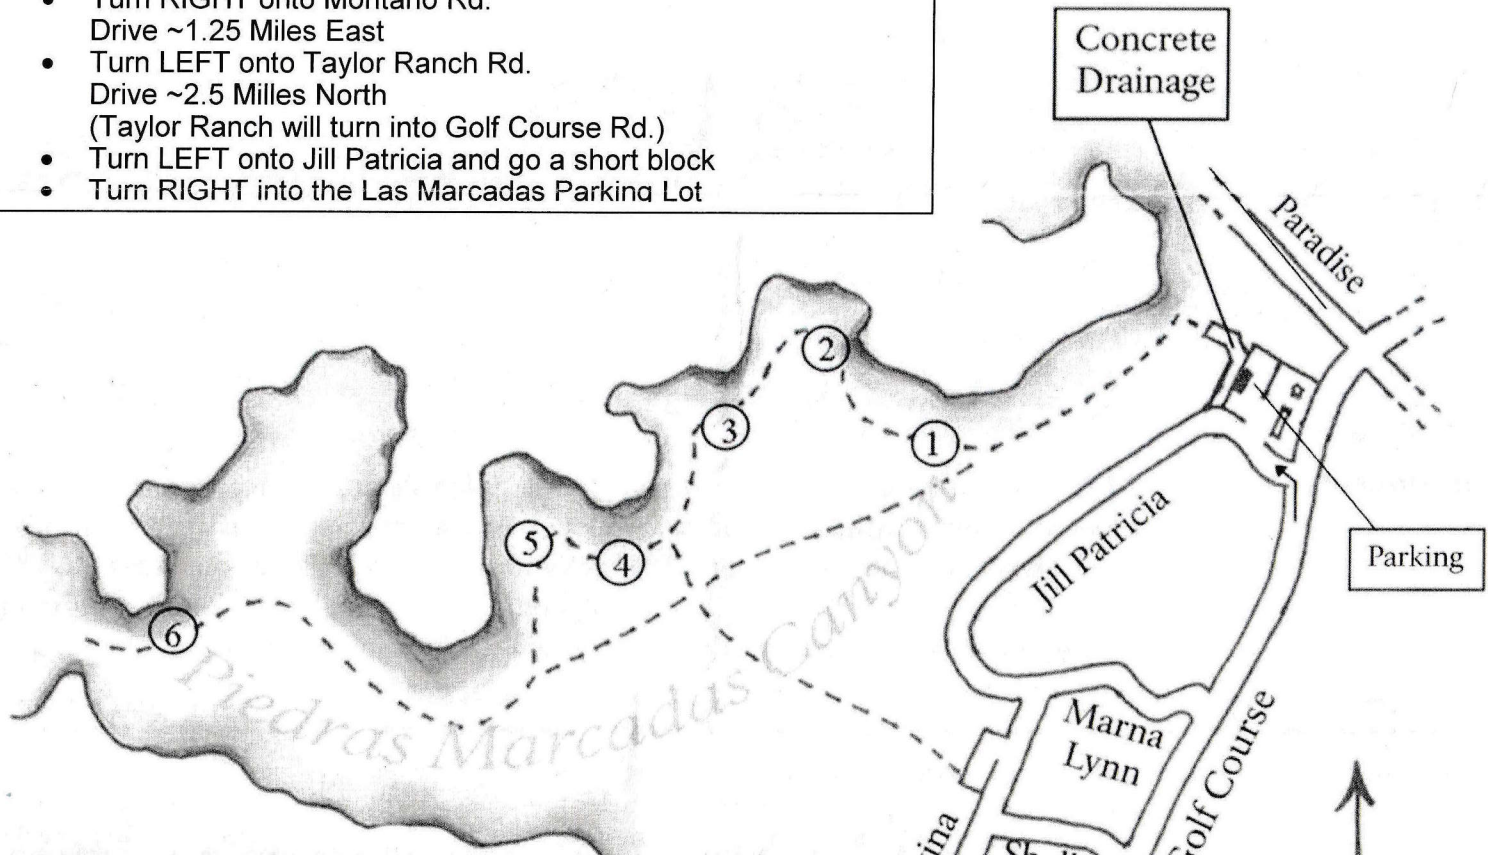 Turn RIGHT onto Montaño Rd.
Drive ~1.25 Miles East
• Turn LEFT onto Taylor Ranch Rd.
Drive ~2.5 Milles North
(Taylor Ranch will turn into Golf Course Rd.)
• Turn LEFT onto Jill Patricia and go a short block
• Turn RIGHT into the Las Marcadas Parking Lot
Concrete
Drainage
Paradise
2
3
1
5
4
6
Jill Patricia
Parking
Piedras Marcadas Canyon
Marna
Lynn
Golf Course